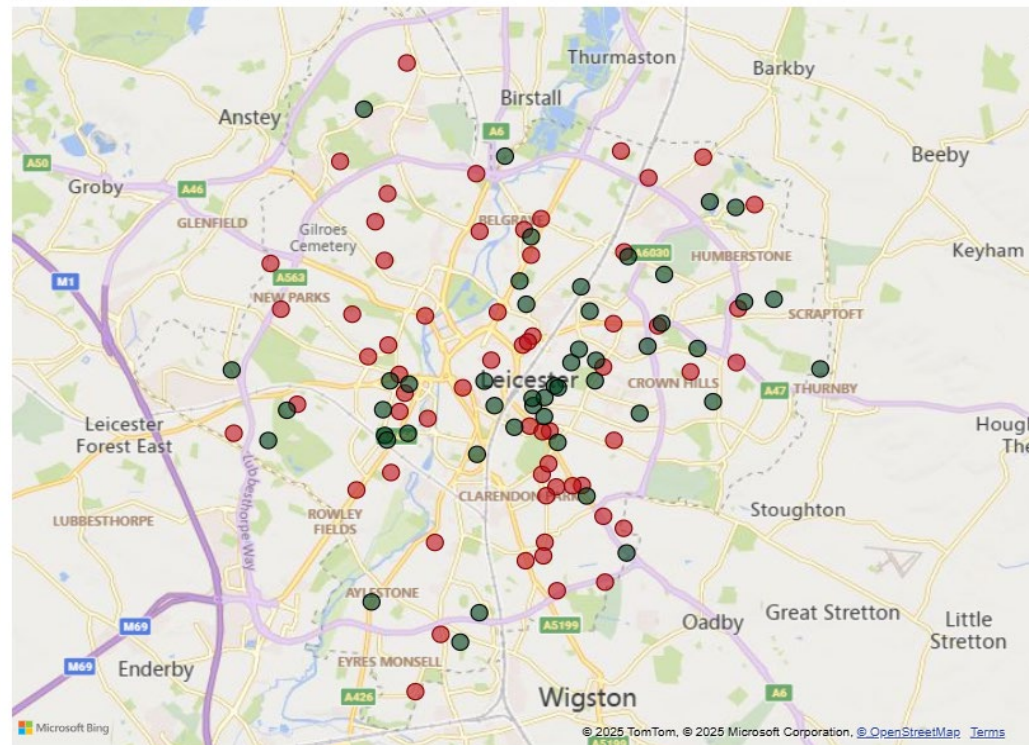 Thurmaston
Barkby
Birstall
Anstey
A6
A50
Beeby
Groby
A46
GLENFIELD
BELGRAVE
Gilroes
Cemetery
Keyham
A6030
HUMBERSTONE
M1
A563
NEW PARKS
SCRAPTOFT
Leicester
CROWN HILLS
A47
THURNBY
Leicester
Forest East
Lubbesthorpe Way
CLARENDON PARK
Stoughton
LUBBESTHORPE
ROWLEY
FIELDS
AYLESTONE
Great Stretton
Little
Stretton
Oadby
M69
A5199
Enderby
M69
EYRES MONSELL
A426
Wigston
A6
Microsoft Bing
© 2025 TomTom, © 2025 Microsoft Corporation, © OpenStreetMap Terms
A5199